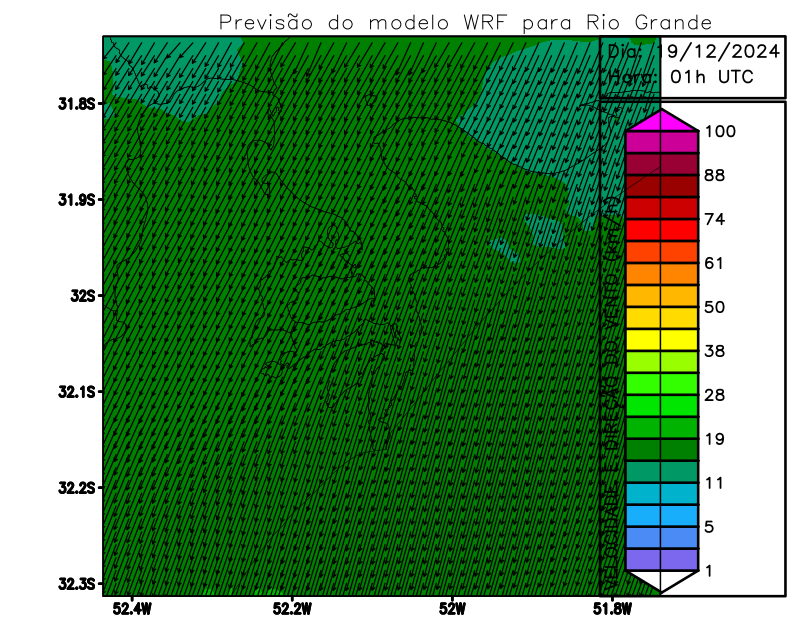 Previsão do modelo WRF para Rio Grande
Dia: 19/12/2024
Hora: 01h UTC
31.8S
31.9S
32S
32.1S
32.2S
32.3S
52.4W
52.2W
52W
51.8W
VELOCIDADE E DIREÇÃO DO VENTO (km/h)
100
88
74
61
50
38
28
19
11
5
1